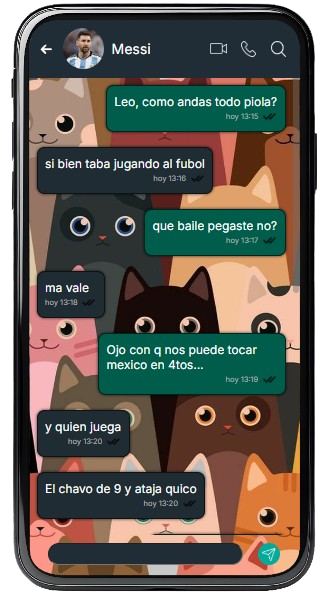 Messi
Leo, como andas todo piola?
hoy 13:15
si bien taba jugando al fubol
hoy 13:16
que baile pegaste no?
hoy 13:17
ma vale
hoy 13:18
Ojo con q nos puede tocar
mexico en 4tos...
hoy 13:19
y quien juega
hoy 13:20
El chavo de 9 y ataja quico
hoy 13:20